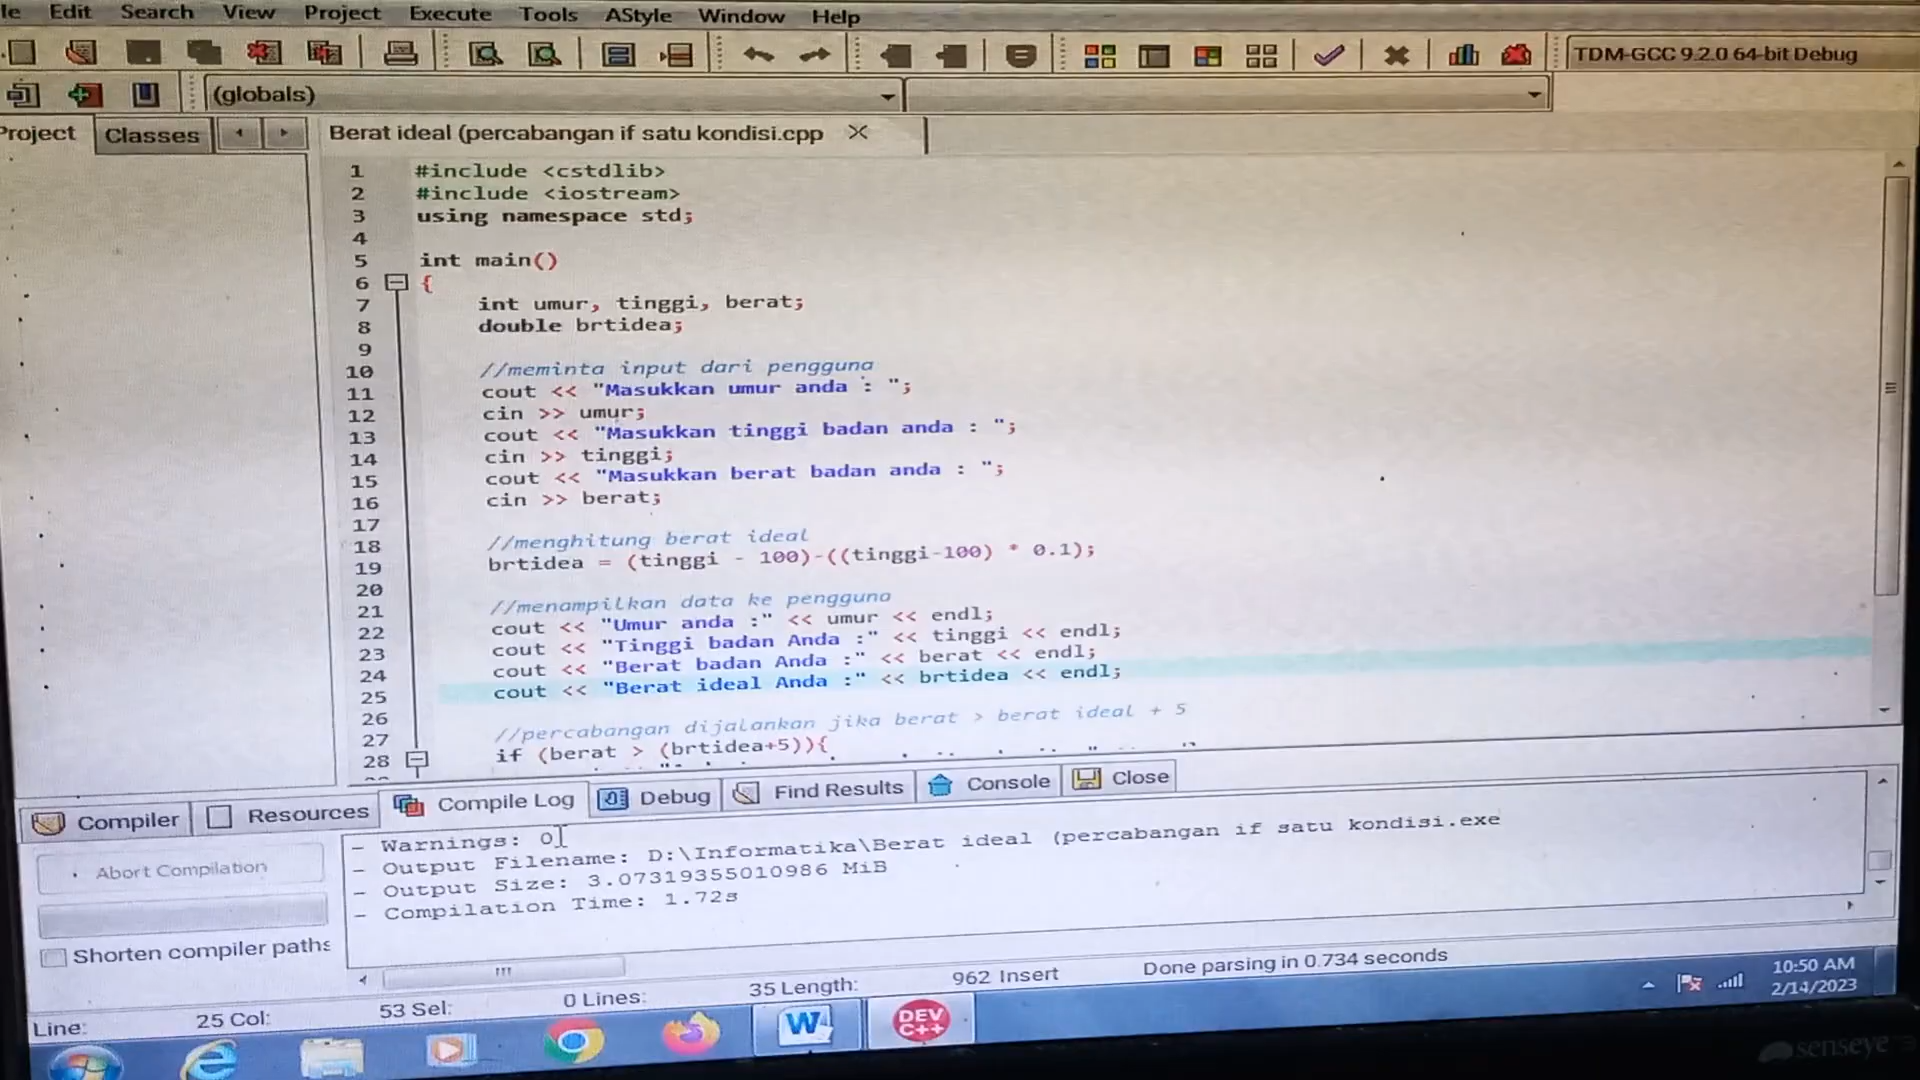 le Edit Search View Project Execute Tools AStyle Window Help
TDM-GCC 9.2.0 64-bit Debug
(globals)
Project Classes Berat ideal (percabangan if satu kondisi.cpp
1 #include <cstdlib>
2 #include <iostream>
3 using namespace std;
4
5 int main()
6 {
7 int umur, tinggi, berat;
8 double brtidea;
9
10 //meminta input dari pengguna
11 cout << "Masukkan umur anda : ";
12 cin >> umur;
13 cout << "Masukkan tinggi badan anda : ";
14 cin >> tinggi;
15 cout << "Masukkan berat badan anda : ";
16 cin >> berat;
17
18 //menghitung berat ideal
19 brtidea = (tinggi - 100)-((tinggi-100) * 0.1);
20
21 //menampilkan data ke pengguna
22 cout << "Umur anda :" << umur << endl;
23 cout << "Tinggi badan Anda :" << tinggi << endl;
24 cout << "Berat badan Anda :" << berat << endl;
25 cout << "Berat ideal Anda :" << brtidea << endl;
26
27 //percabangan dijalankan jika berat > berat ideal + 5
28 if (berat > (brtidea+5)){
Compiler Resources Compile Log Debug Find Results Console Close
Abort Compilation
Shorten compiler paths
- Warnings: 0
- Output Filename: D:\Informatika\Berat ideal (percabangan if satu kondisi.exe
- Output Size: 3.07319355010986 MiB
- Compilation Time: 1.72s
Line: 25 Col: 53 Sel: 0 Lines: 35 Length: 962 Insert Done parsing in 0.734 seconds
W
DEV C++
10:50 AM
2/14/2023
senseye